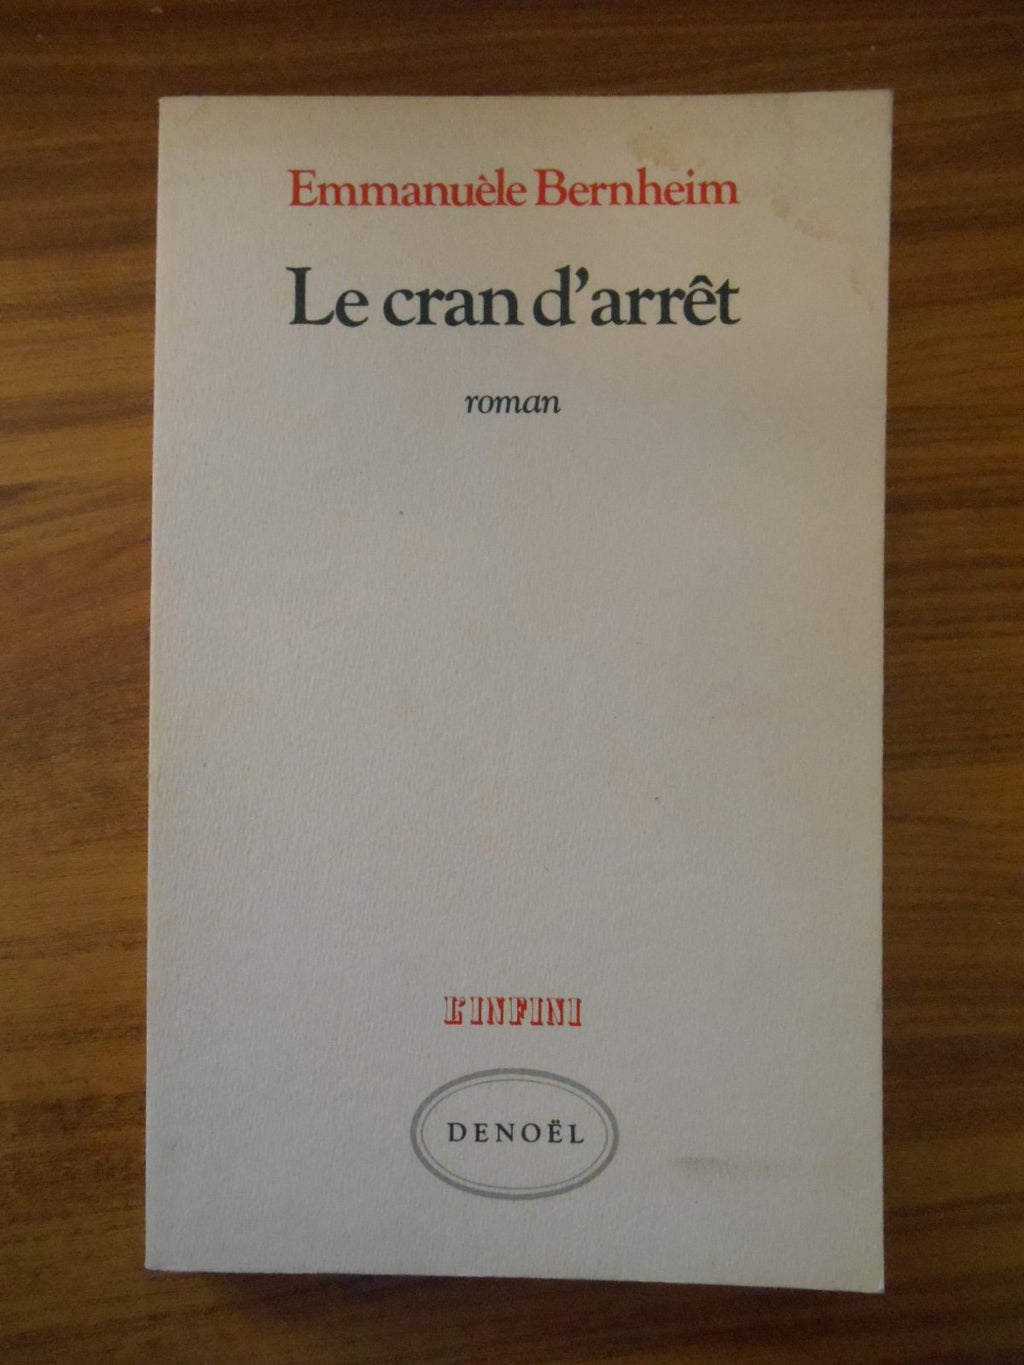 Emmanuèle Bernheim
Le cran d'arrêt
roman
L'INFINI
DENOËL